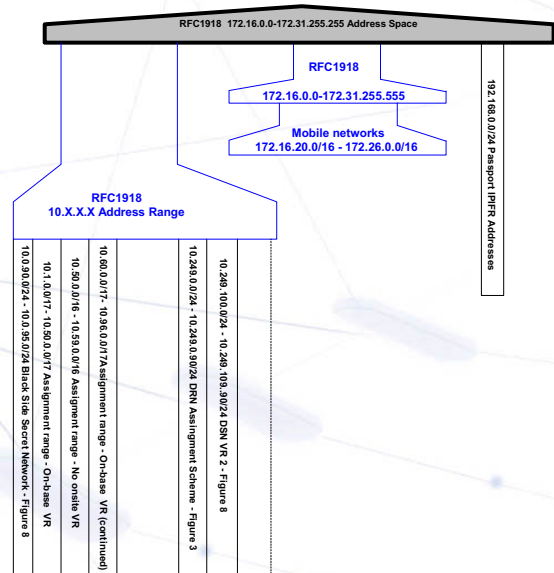 RFC1918 172.16.0.0-172.31.255.255 Address Space
RFC1918
172.16.0.0-172.31.255.555
Mobile networks
172.16.20.0/16 - 172.26.0.0/16
192.168.0.0/24 Passport IPIFR Addresses
RFC1918
10.X.X.X Address Range
10.0.90.0/24 - 10.0.95.0/24 Black Side Secret Network - Figure 8
10.1.0.0/17 - 10.50.0.0/17 Assignment range - On-base VR
10.50.0.0/16 - 10.59.0.0/16 Assigment range - No onsite VR
10.60.0.0/17- 10.96.0.0/17Assignment range - On-base VR (continued)
10.249.0.0/24 - 10.249.0.90/24 DRN Assingment Scheme - Figure 3
10.249.100.0/24 - 10.249.109..90/24 DSN VR 2 - Figure 8